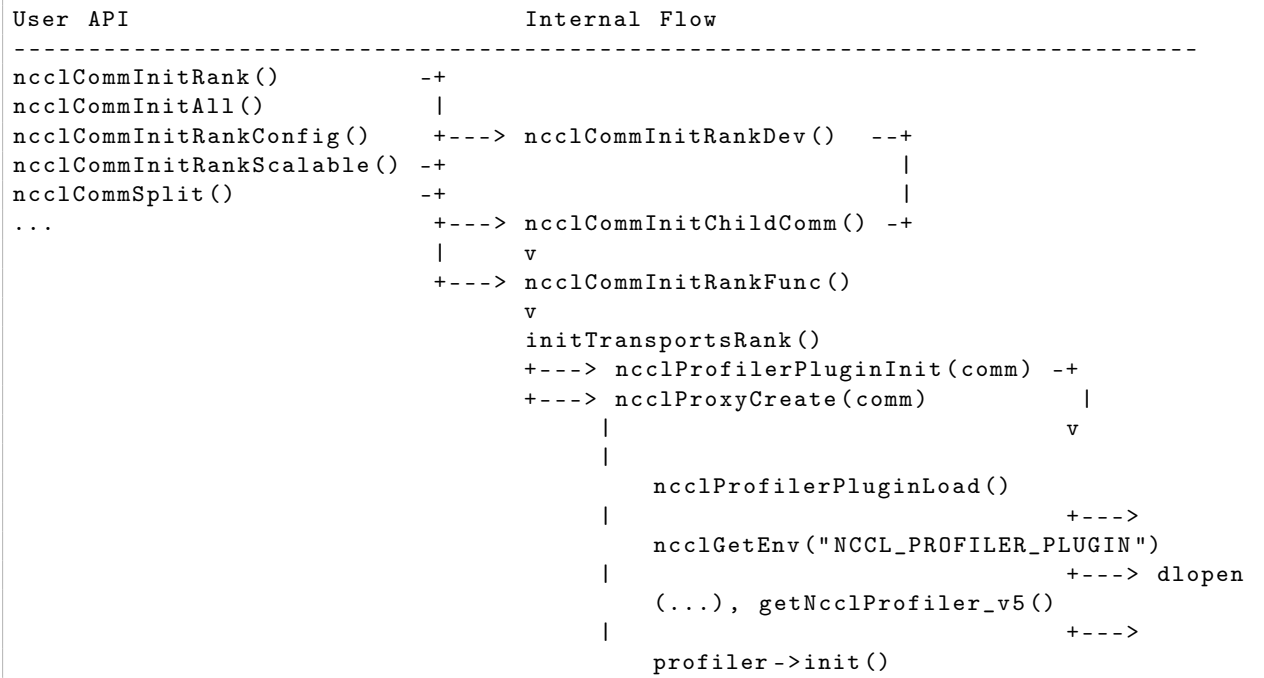 User API                          Internal Flow
-------------------------------------------------------------------------------
ncclCommInitRank()         -+
ncclCommInitAll()           |
ncclCommInitRankConfig()    +---> ncclCommInitRankDev()  --+
ncclCommInitRankScalable() -+                              |
ncclCommSplit()            -+                              |
...                         +---> ncclCommInitChildComm() -+
                            |     v
                            +---> ncclCommInitRankFunc()
                                  v
                                  initTransportsRank()
                                  +---> ncclProfilerPluginInit(comm) -+
                                  +---> ncclProxyCreate(comm)         |
                                       |                              v
                                       |
                                          ncclProfilerPluginLoad()
                                       |                              +--->
                                          ncclGetEnv("NCCL_PROFILER_PLUGIN")
                                       |                              +---> dlopen
                                          (...), getNcclProfiler_v5()
                                       |                              +--->
                                          profiler->init()